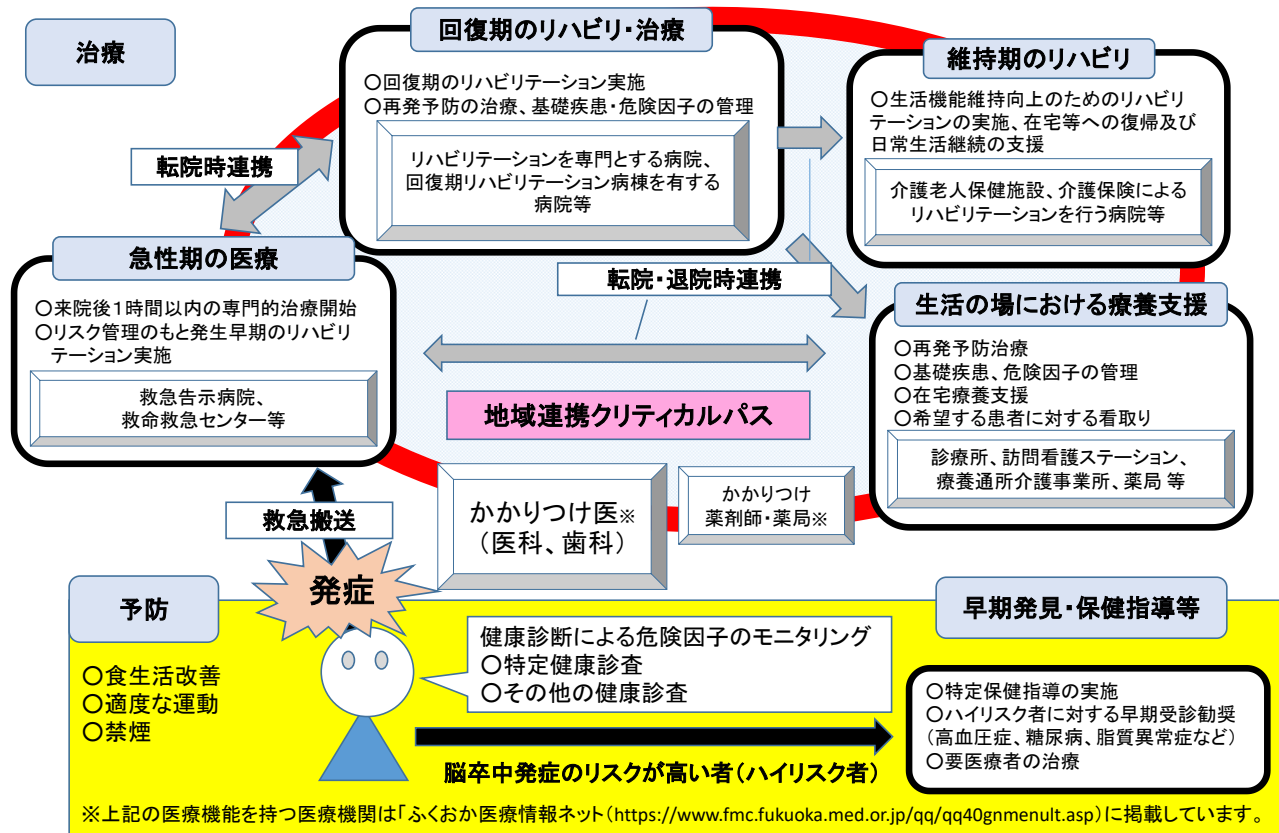 治療
回復期のリハビリ・治療
○回復期のリハビリテーション実施
○再発予防の治療、基礎疾患・危険因子の管理
リハビリテーションを専門とする病院、
回復期リハビリテーション病棟を有する
病院等
維持期のリハビリ
○生活機能維持向上のためのリハビリ
テーションの実施、在宅等への復帰及び
日常生活継続の支援
介護老人保健施設、介護保険による
リハビリテーションを行う病院等
転院時連携
急性期の医療
○来院後1時間以内の専門的治療開始
○リスク管理のもと発生早期のリハビリ
テーション実施
救急告示病院、
救命救急センター等
転院・退院時連携
生活の場における療養支援
○再発予防治療
○基礎疾患、危険因子の管理
○在宅療養支援
○希望する患者に対する看取り
診療所、訪問看護ステーション、
療養通所介護事業所、薬局 等
地域連携クリティカルパス
かかりつけ医※
（医科、歯科）
かかりつけ
薬剤師・薬局※
救急搬送
発症
予防
○食生活改善
○適度な運動
○禁煙
健康診断による危険因子のモニタリング
○特定健康診査
○その他の健康診査
早期発見・保健指導等
○特定保健指導の実施
○ハイリスク者に対する早期受診勧奨
（高血圧症、糖尿病、脂質異常症など）
○要医療者の治療
脳卒中発症のリスクが高い者（ハイリスク者）
※上記の医療機能を持つ医療機関は「ふくおか医療情報ネット（https://www.fmc.fukuoka.med.or.jp/qq/qq40gnmenult.asp）に掲載しています。